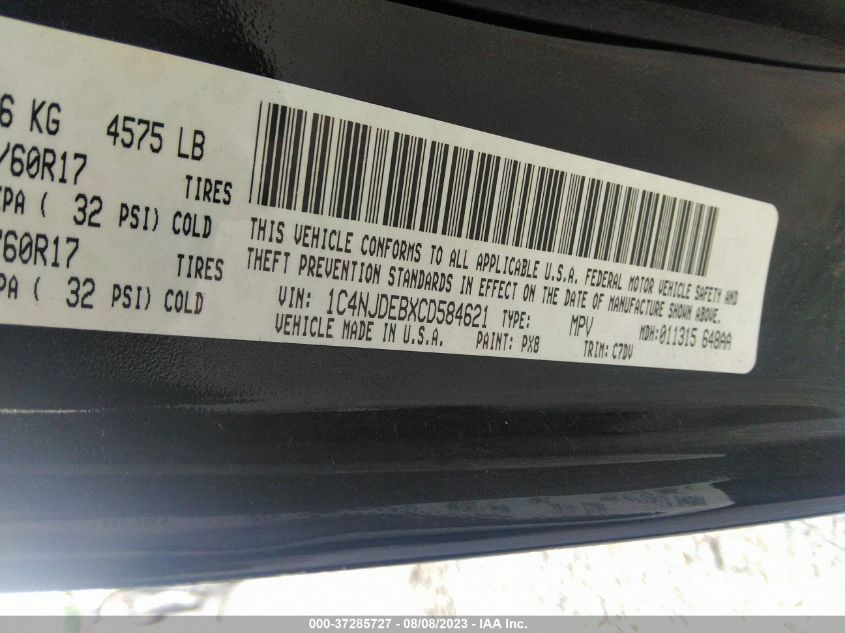 6 KG 4575 LB
/60R17 TIRES
PA ( 32 PSI) COLD
/60R17 TIRES
PA ( 32 PSI) COLD
THIS VEHICLE CONFORMS TO ALL APPLICABLE U.S.A. FEDERAL MOTOR VEHICLE SAFETY AND
THEFT PREVENTION STANDARDS IN EFFECT ON THE DATE OF MANUFACTURE SHOWN ABOVE.
VIN: 1C4NJDEBXCD584621 TYPE: MPV MDH:011315 648AA
VEHICLE MADE IN U.S.A. PAINT: PX8 TRIM: C7DV
000-37285727 - 08/08/2023 - IAA Inc.